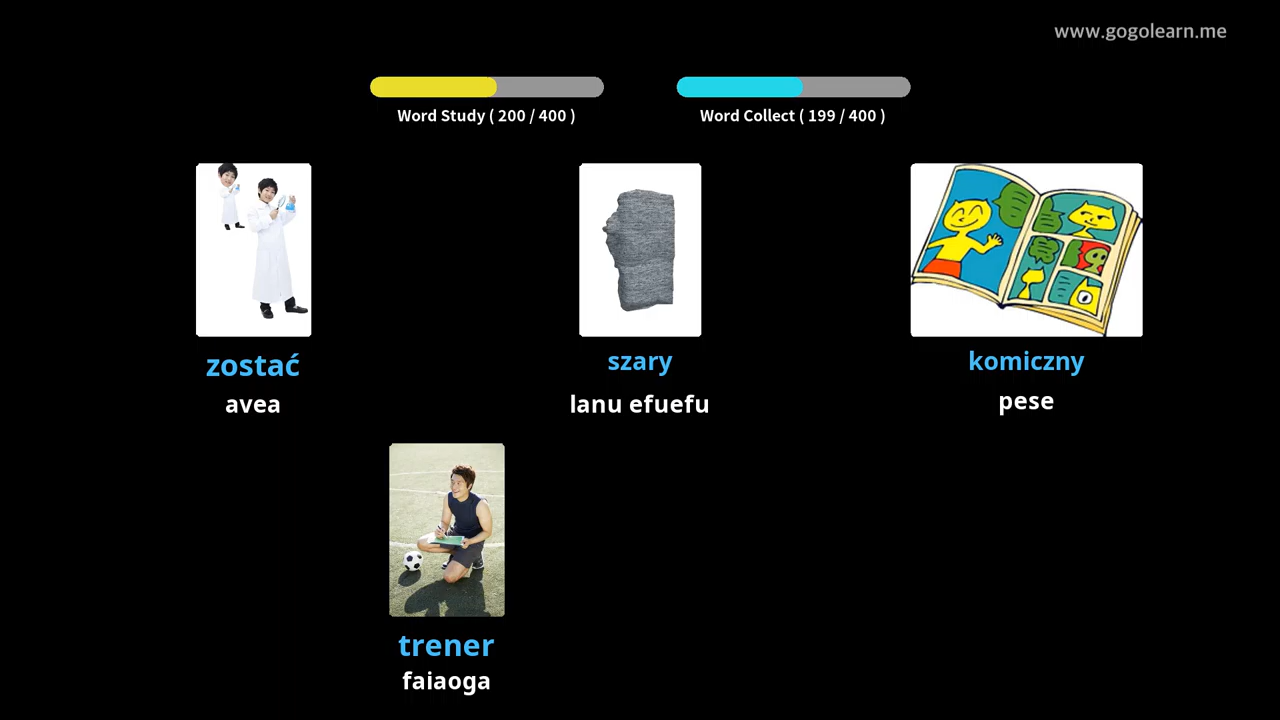 www.gogolearn.me
Word Study ( 200 / 400 )
Word Collect ( 199 / 400 )
zostać
avea
szary
lanu efuefu
komiczny
pese
trener
faiaoga